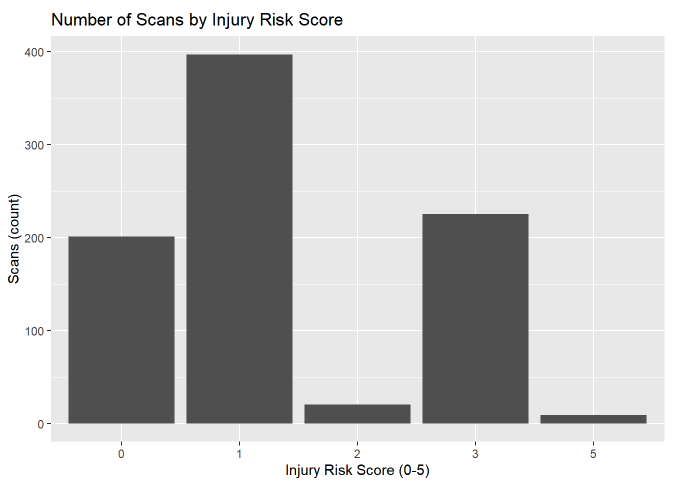 Number of Scans by Injury Risk Score
Scans (count)
400
300
200
100
0
0 1 2 3 5
Injury Risk Score (0-5)